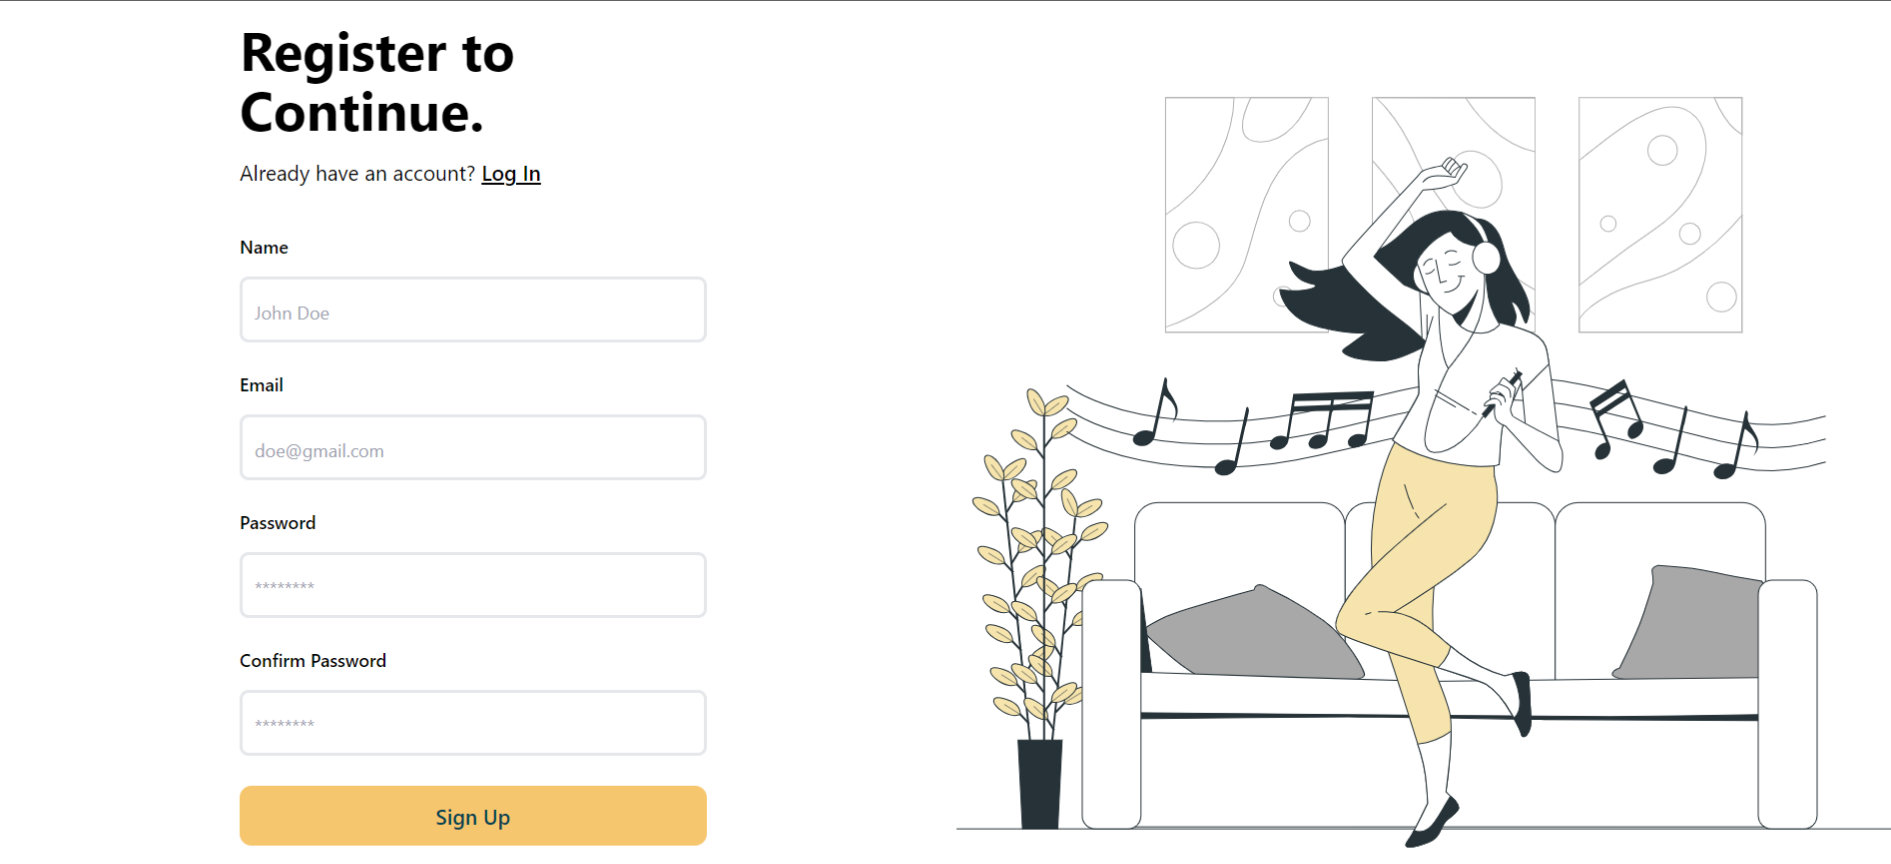 Register to
Continue.
Already have an account? Log In
Name
John Doe
Email
doe@gmail.com
Password
********
Confirm Password
********
Sign Up